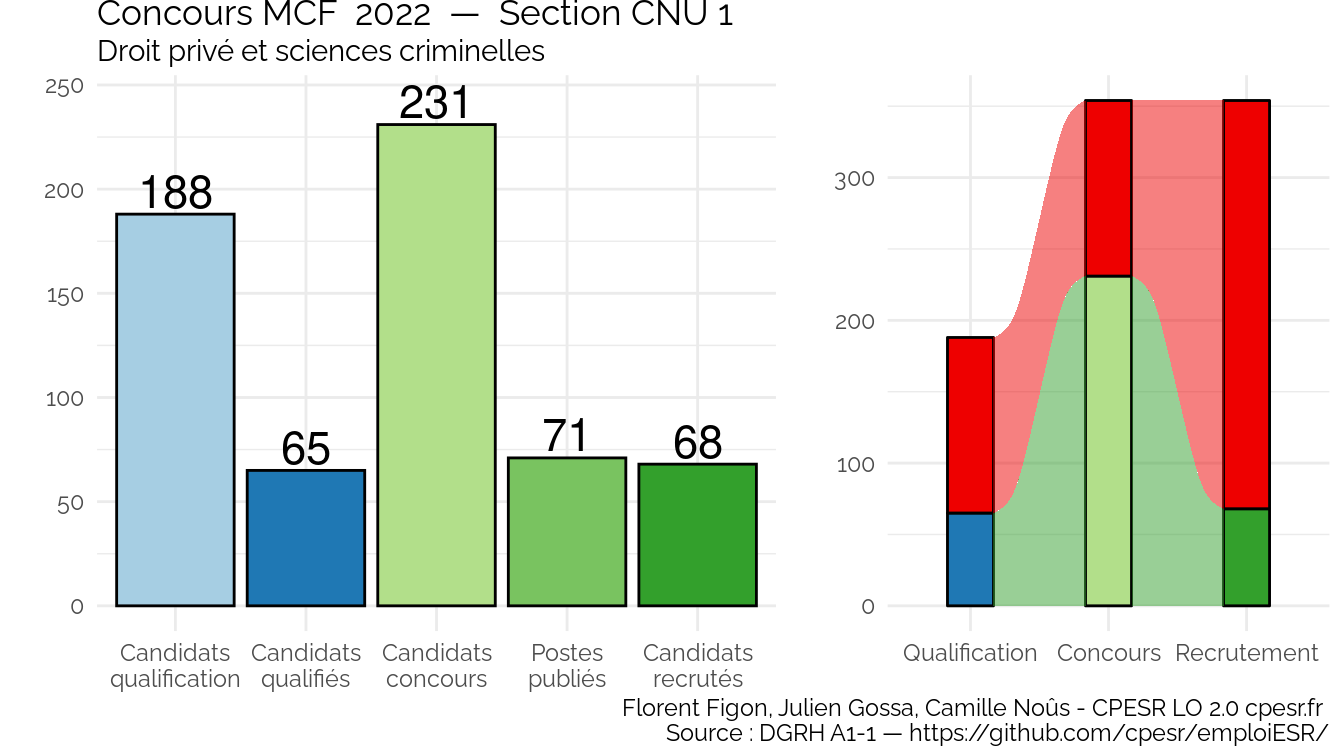 Concours MCF 2022 — Section CNU 1
Droit privé et sciences criminelles
250
200
150
100
50
0
188
65
231
71
68
Candidats
qualification
Candidats
qualifiés
Candidats
concours
Postes
publiés
Candidats
recrutés
300
200
100
0
Qualification
Concours
Recrutement
Florent Figon, Julien Gossa, Camille Noûs - CPESR LO 2.0 cpesr.fr
Source : DGRH A1-1 — https://github.com/cpesr/emploiESR/